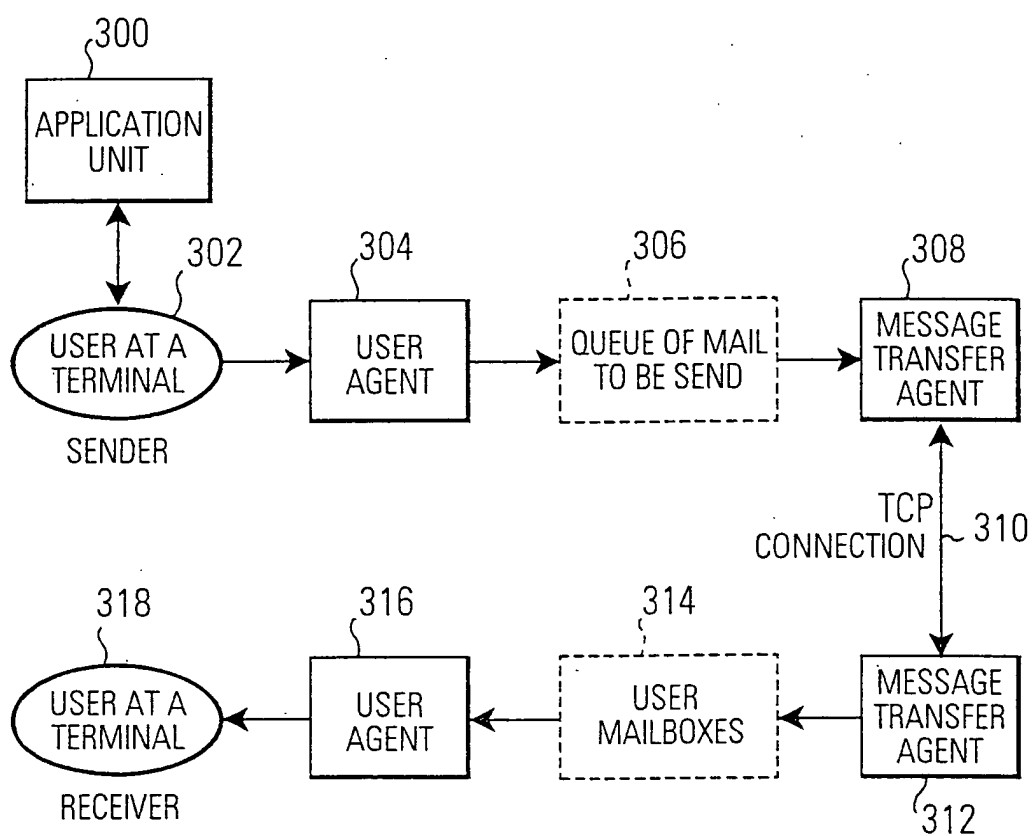 300
APPLICATION
UNIT
302
304
306
308
USER AT A
TERMINAL
USER
AGENT
QUEUE OF MAIL
TO BE SEND
MESSAGE
TRANSFER
AGENT
SENDER
TCP
CONNECTION
310
318
316
314
USER AT A
TERMINAL
USER
AGENT
USER
MAILBOXES
MESSAGE
TRANSFER
AGENT
RECEIVER
312